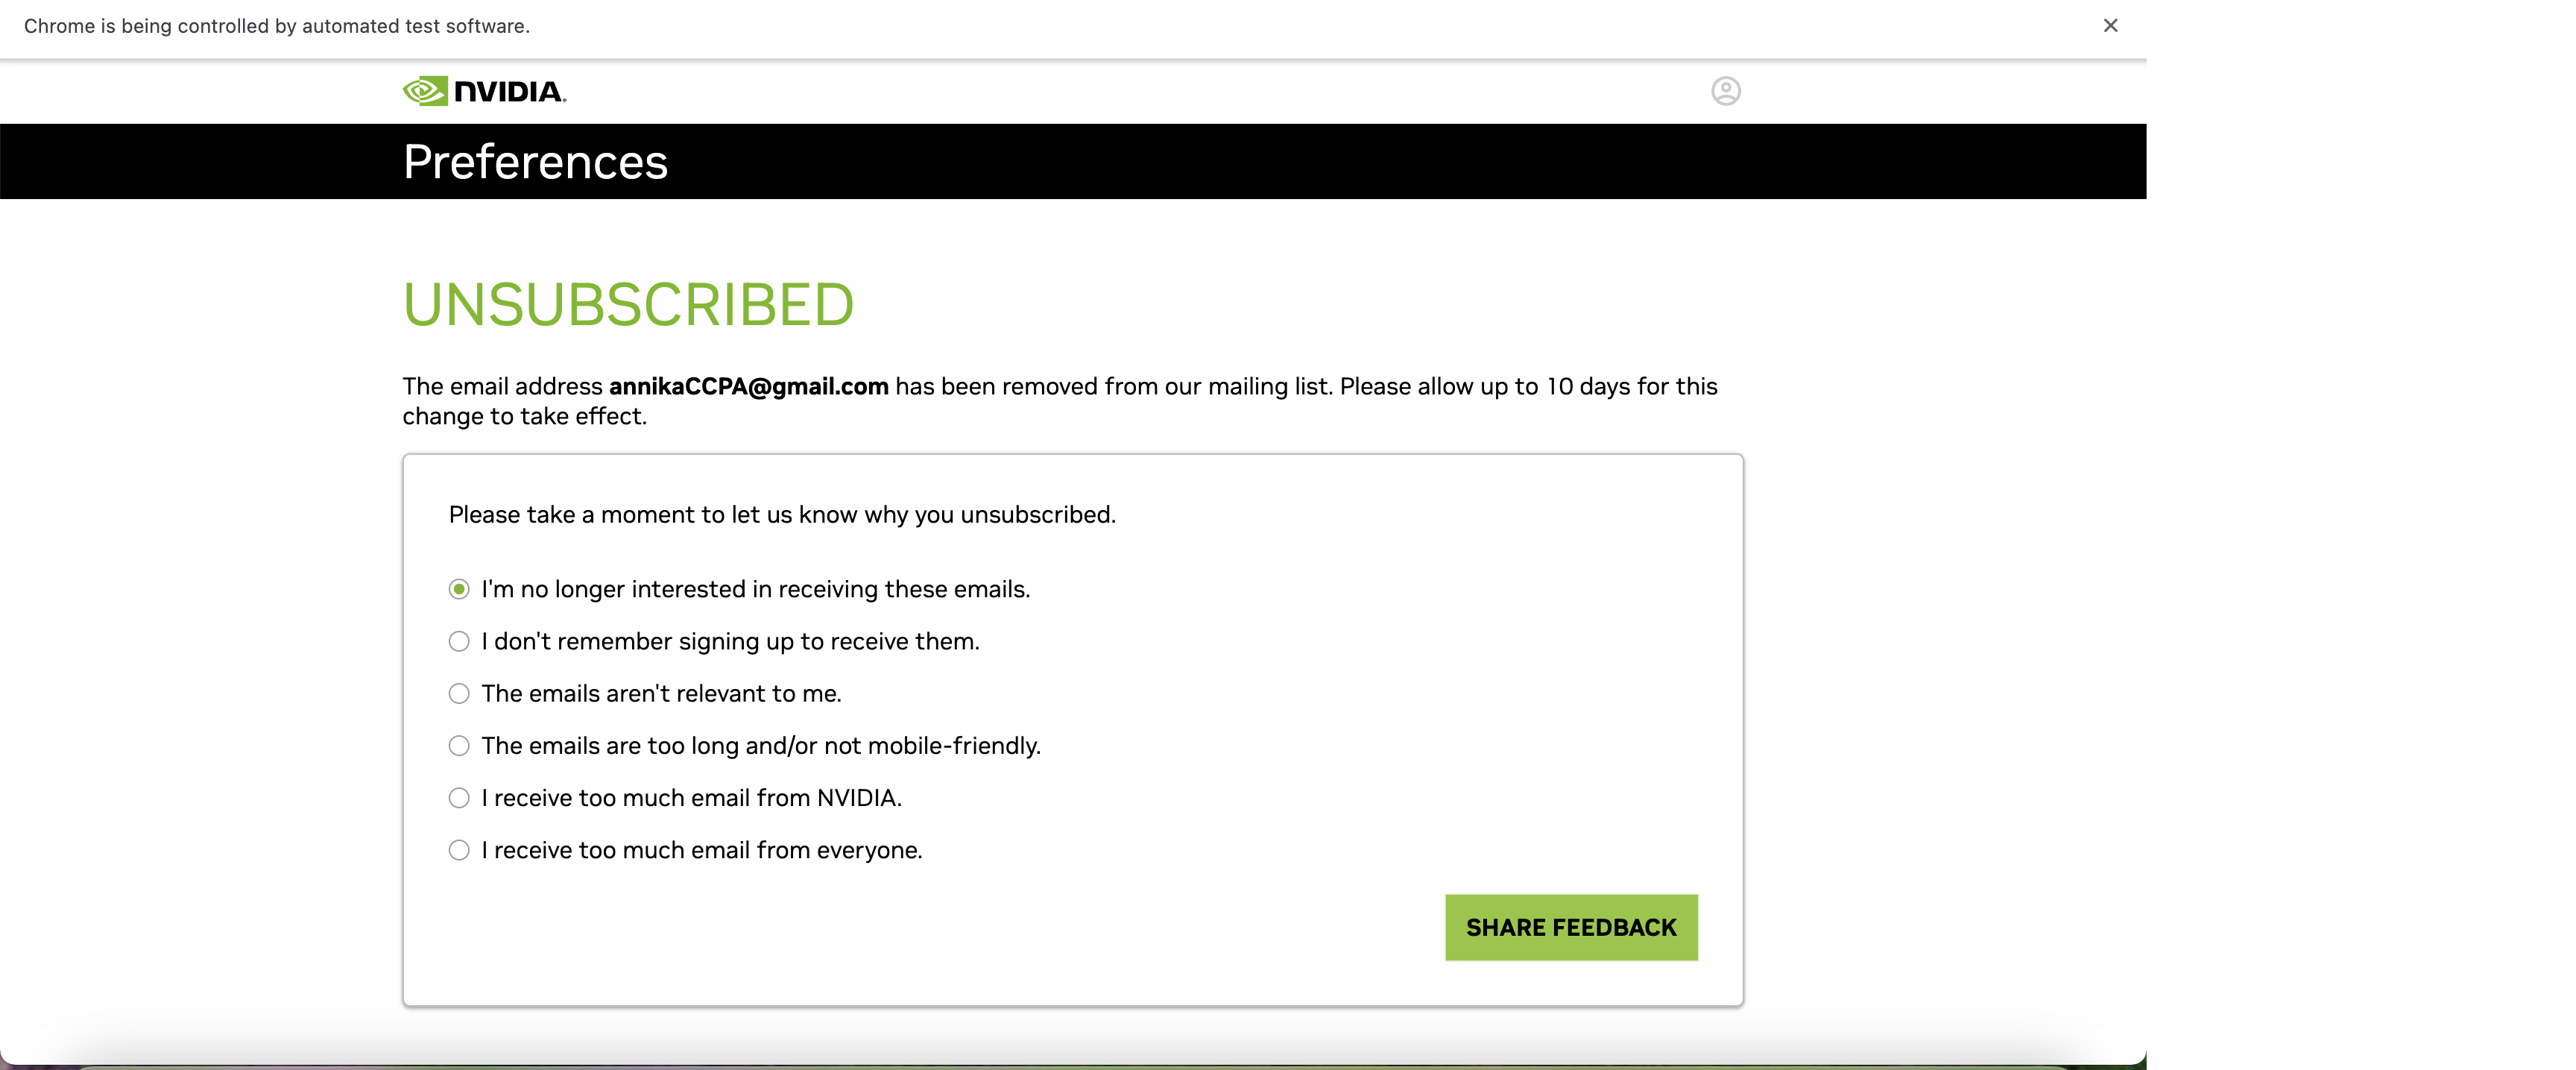 Chrome is being controlled by automated test software.
NVIDIA.
Preferences
UNSUBSCRIBED
The email address annikaCCPA@gmail.com has been removed from our mailing list. Please allow up to 10 days for this
change to take effect.
Please take a moment to let us know why you unsubscribed.
I'm no longer interested in receiving these emails.
I don't remember signing up to receive them.
The emails aren't relevant to me.
The emails are too long and/or not mobile-friendly.
I receive too much email from NVIDIA.
I receive too much email from everyone.
SHARE FEEDBACK